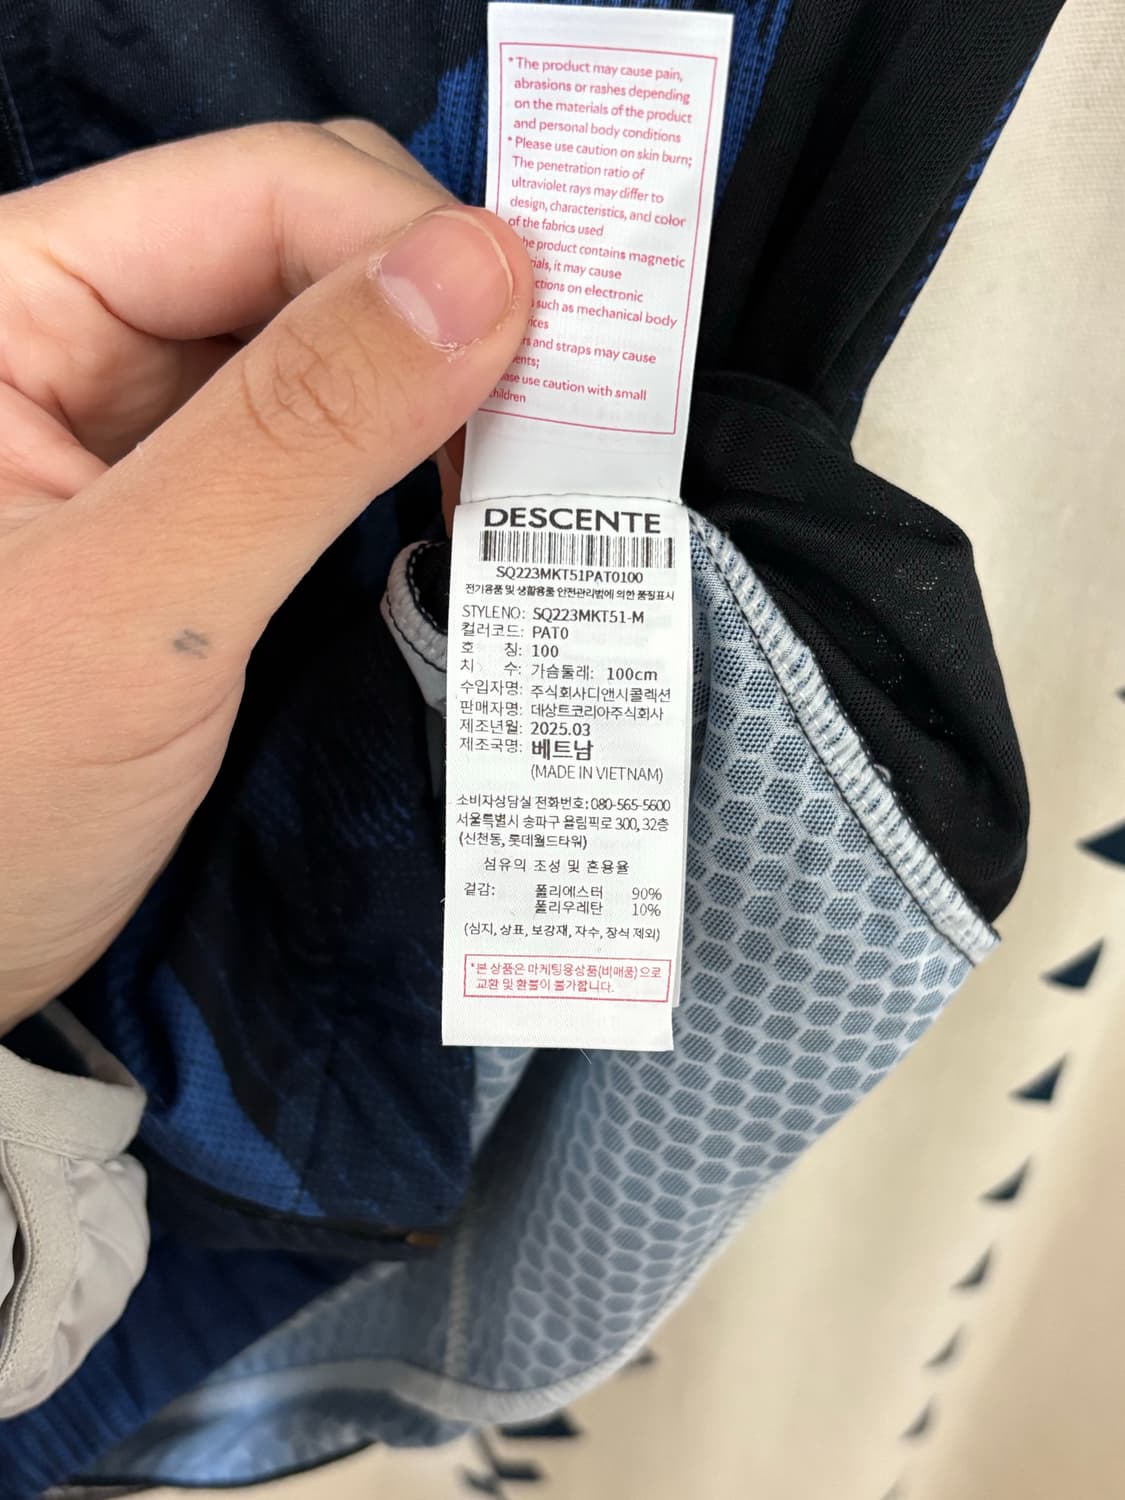 * The product may cause pain,
abrasions or rashes depending
on the materials of the product
and personal body conditions
* Please use caution on skin burn;
The penetration ratio of
ultraviolet rays may differ to
design, characteristics, and color
of the fabrics used
product contains magnetic
it may cause
on electronic
such as mechanical body
and straps may cause
use caution with small
children
DESCENTE
SQ223MKT51PAT0100
전기용품 및 생활용품 안전관리법에 의한 품질표시
STYLE NO: SQ223MKT51-M
컬러코드: PAT0
호 칭: 100
치 수: 가슴둘레: 100cm
수입자명: 주식회사디앤시콜렉션
판매자명: 데상트코리아주식회사
제조년월: 2025.03
제조국명: 베트남
(MADE IN VIETNAM)
소비자상담실 전화번호: 080-565-5600
서울특별시 송파구 올림픽로 300, 32층
(신천동, 롯데월드타워)
섬유의 조성 및 혼용율
겉감: 폴리에스터 90%
폴리우레탄 10%
(심지, 상표, 보강재, 자수, 장식 제외)
*본 상품은 마케팅용상품(비매품)으로
교환 및 환불이 불가합니다.